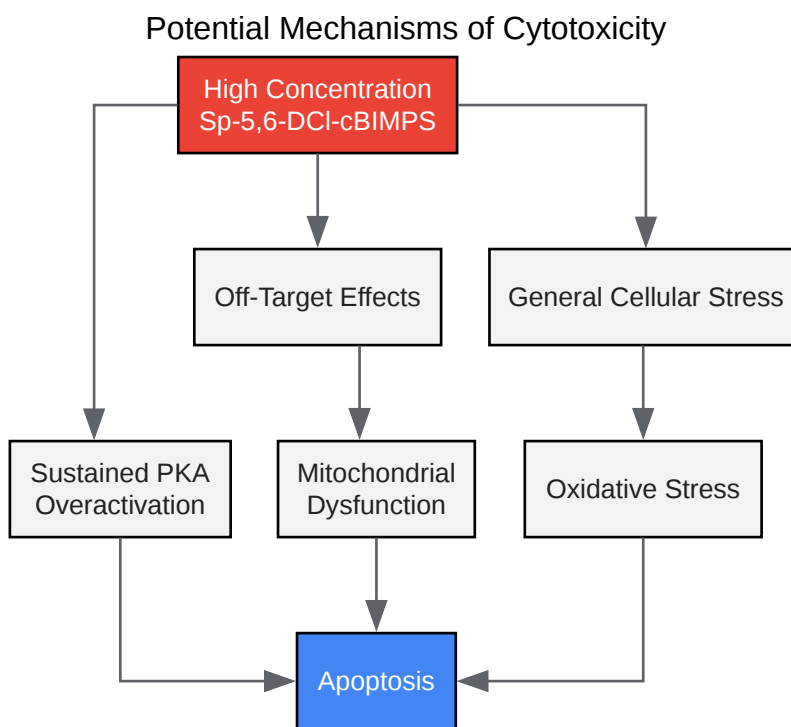 Potential Mechanisms of Cytotoxicity
High Concentration
Sp-5,6-DCl-cBIMPS
Off-Target Effects
General Cellular Stress
Sustained PKA
Overactivation
Mitochondrial
Dysfunction
Oxidative Stress
Apoptosis